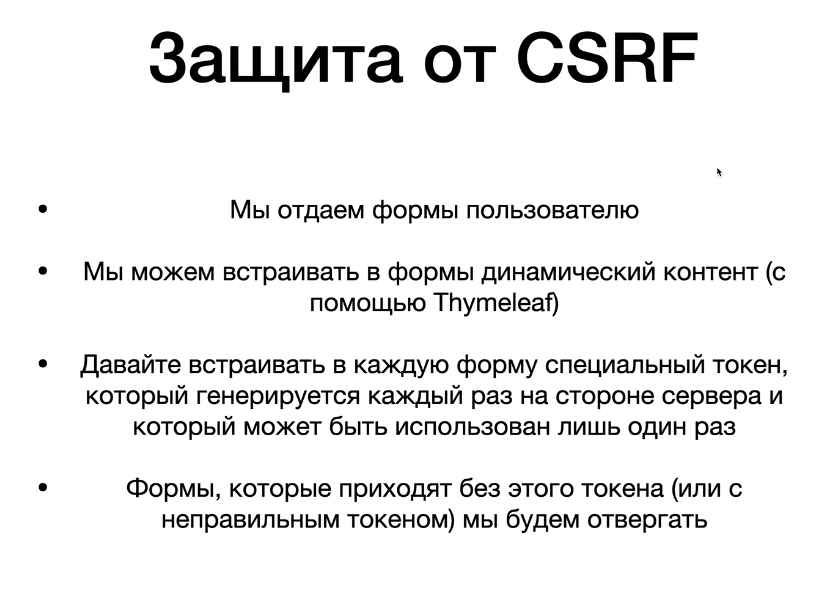 Защита от CSRF
• Мы отдаем формы пользователю
• Мы можем встраивать в формы динамический контент (с
помощью Thymeleaf)
• Давайте встраивать в каждую форму специальный токен,
который генерируется каждый раз на стороне сервера и
который может быть использован лишь один раз
• Формы, которые приходят без этого токена (или с
неправильным токеном) мы будем отвергать